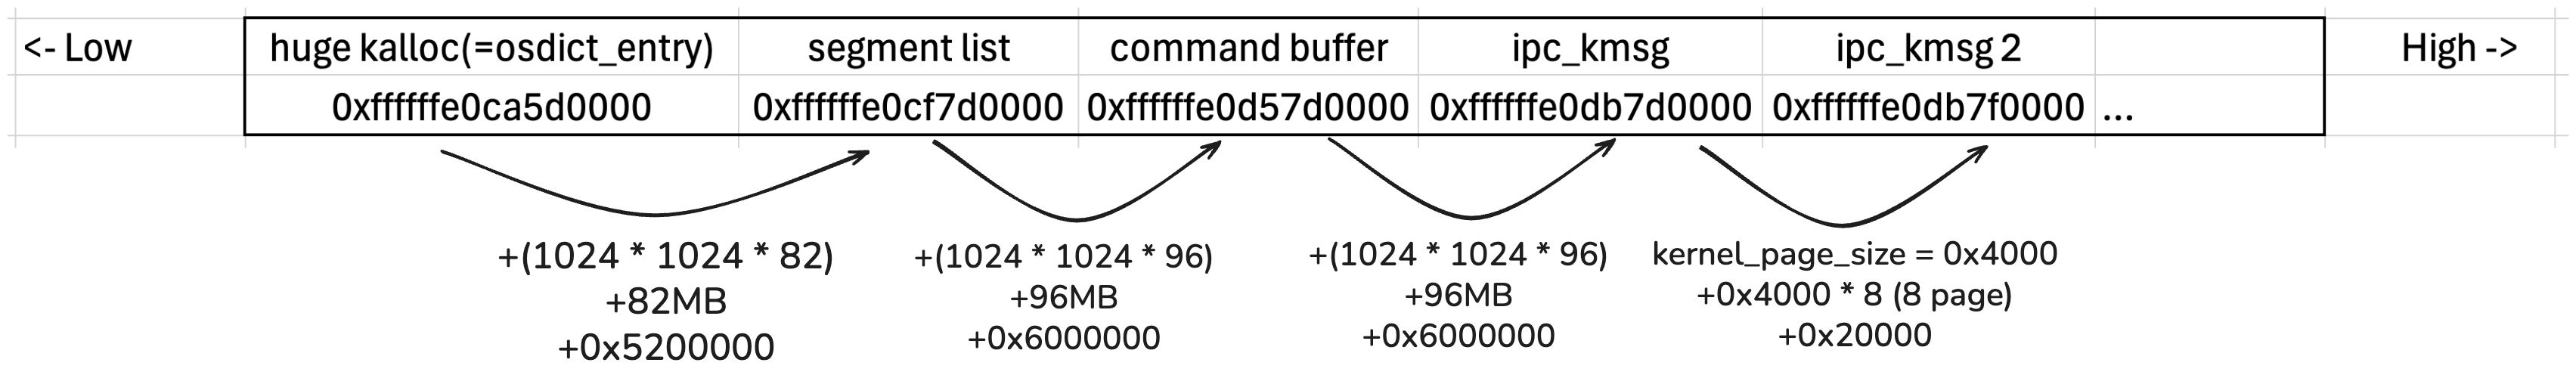 <- Low huge kalloc(=osdict_entry) segment list command buffer ipc_kmsg ipc_kmsg 2 High ->
0xffffffe0ca5d0000 0xffffffe0cf7d0000 0xffffffe0d57d0000 0xffffffe0db7d0000 0xffffffe0db7f0000 ...
+(1024 * 1024 * 82)
+82MB
+0x5200000
+(1024 * 1024 * 96)
+96MB
+0x6000000
+(1024 * 1024 * 96)
+96MB
+0x6000000
kernel_page_size = 0x4000
+0x4000 * 8 (8 page)
+0x20000